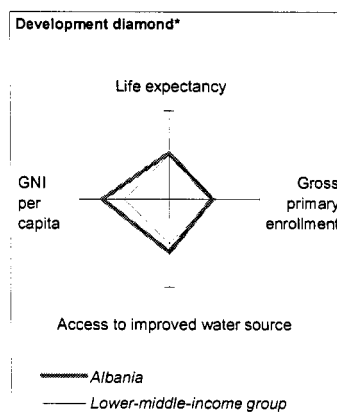 Development diamond*
Life expectancy
GNI
per
capita
Gross
primary
enrollment
Access to improved water source
Albania
Lower-middle-income group